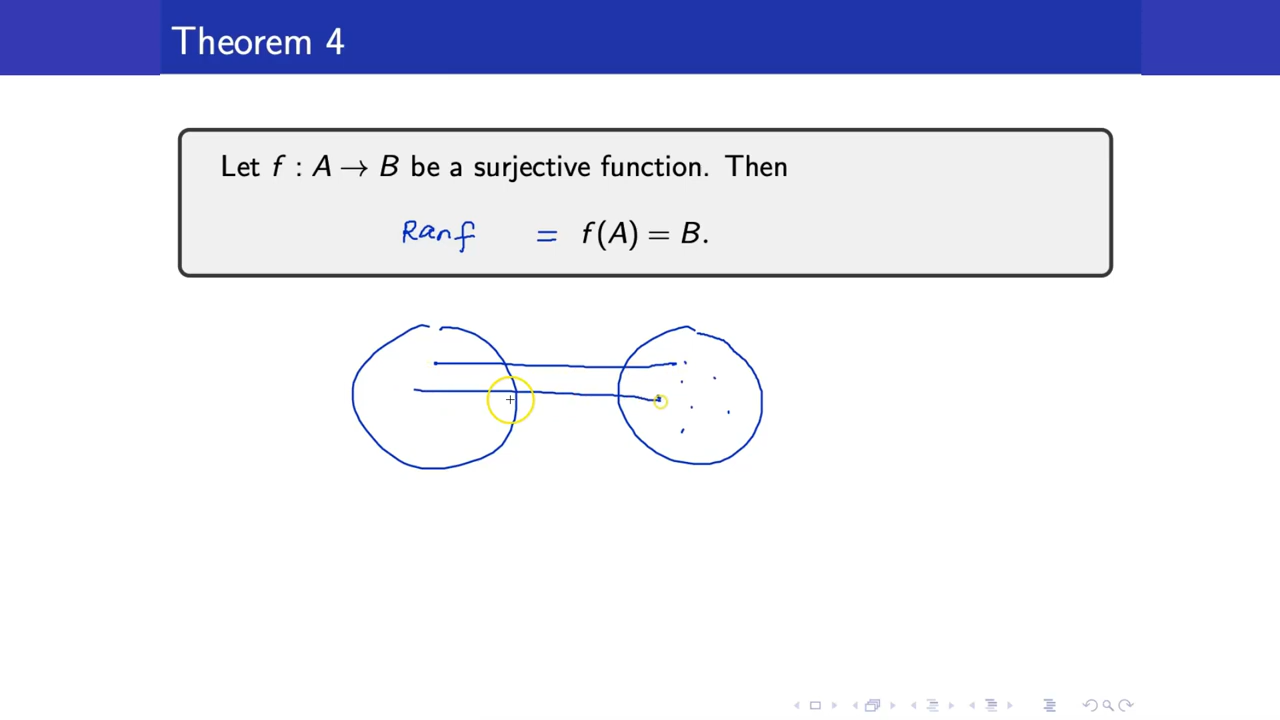 Theorem 4
Let f : A → B be a surjective function. Then
Ranf = f(A) = B.